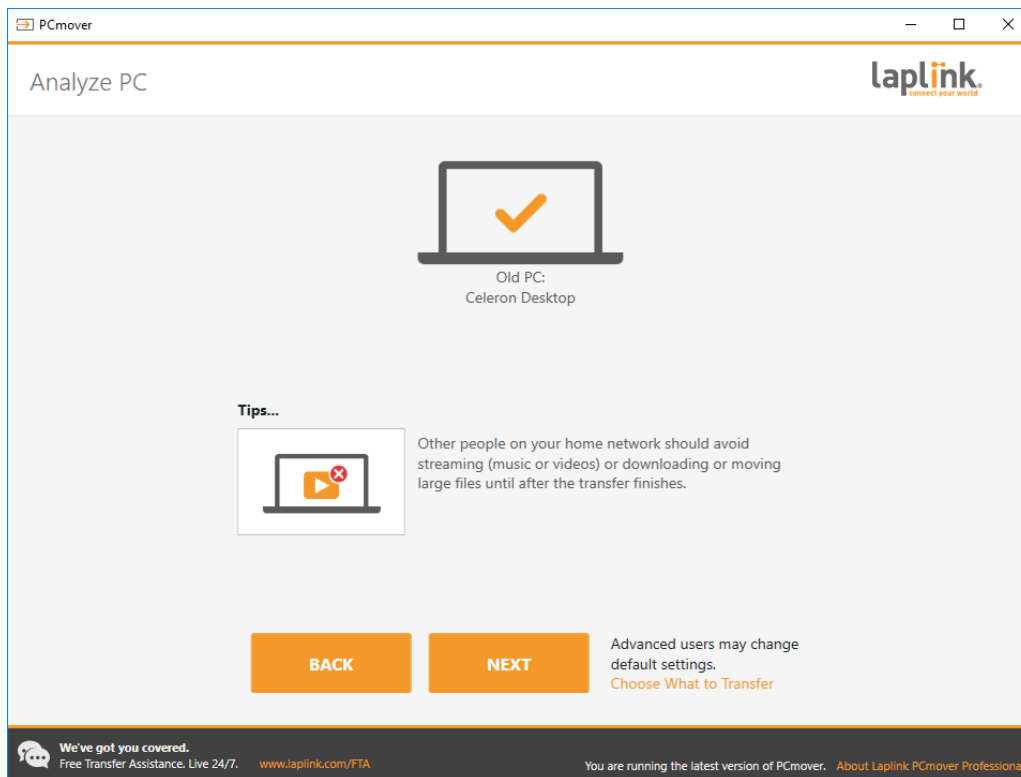 PCmover
Analyze PC
laplink.
connect your world
Old PC:
Celeron Desktop
Tips...
Other people on your home network should avoid
streaming (music or videos) or downloading or moving
large files until after the transfer finishes.
BACK
NEXT
Advanced users may change
default settings.
Choose What to Transfer
We've got you covered.
Free Transfer Assistance. Live 24/7. www.laplink.com/FTA
You are running the latest version of PCmover. About Laplink PCmover Professiona